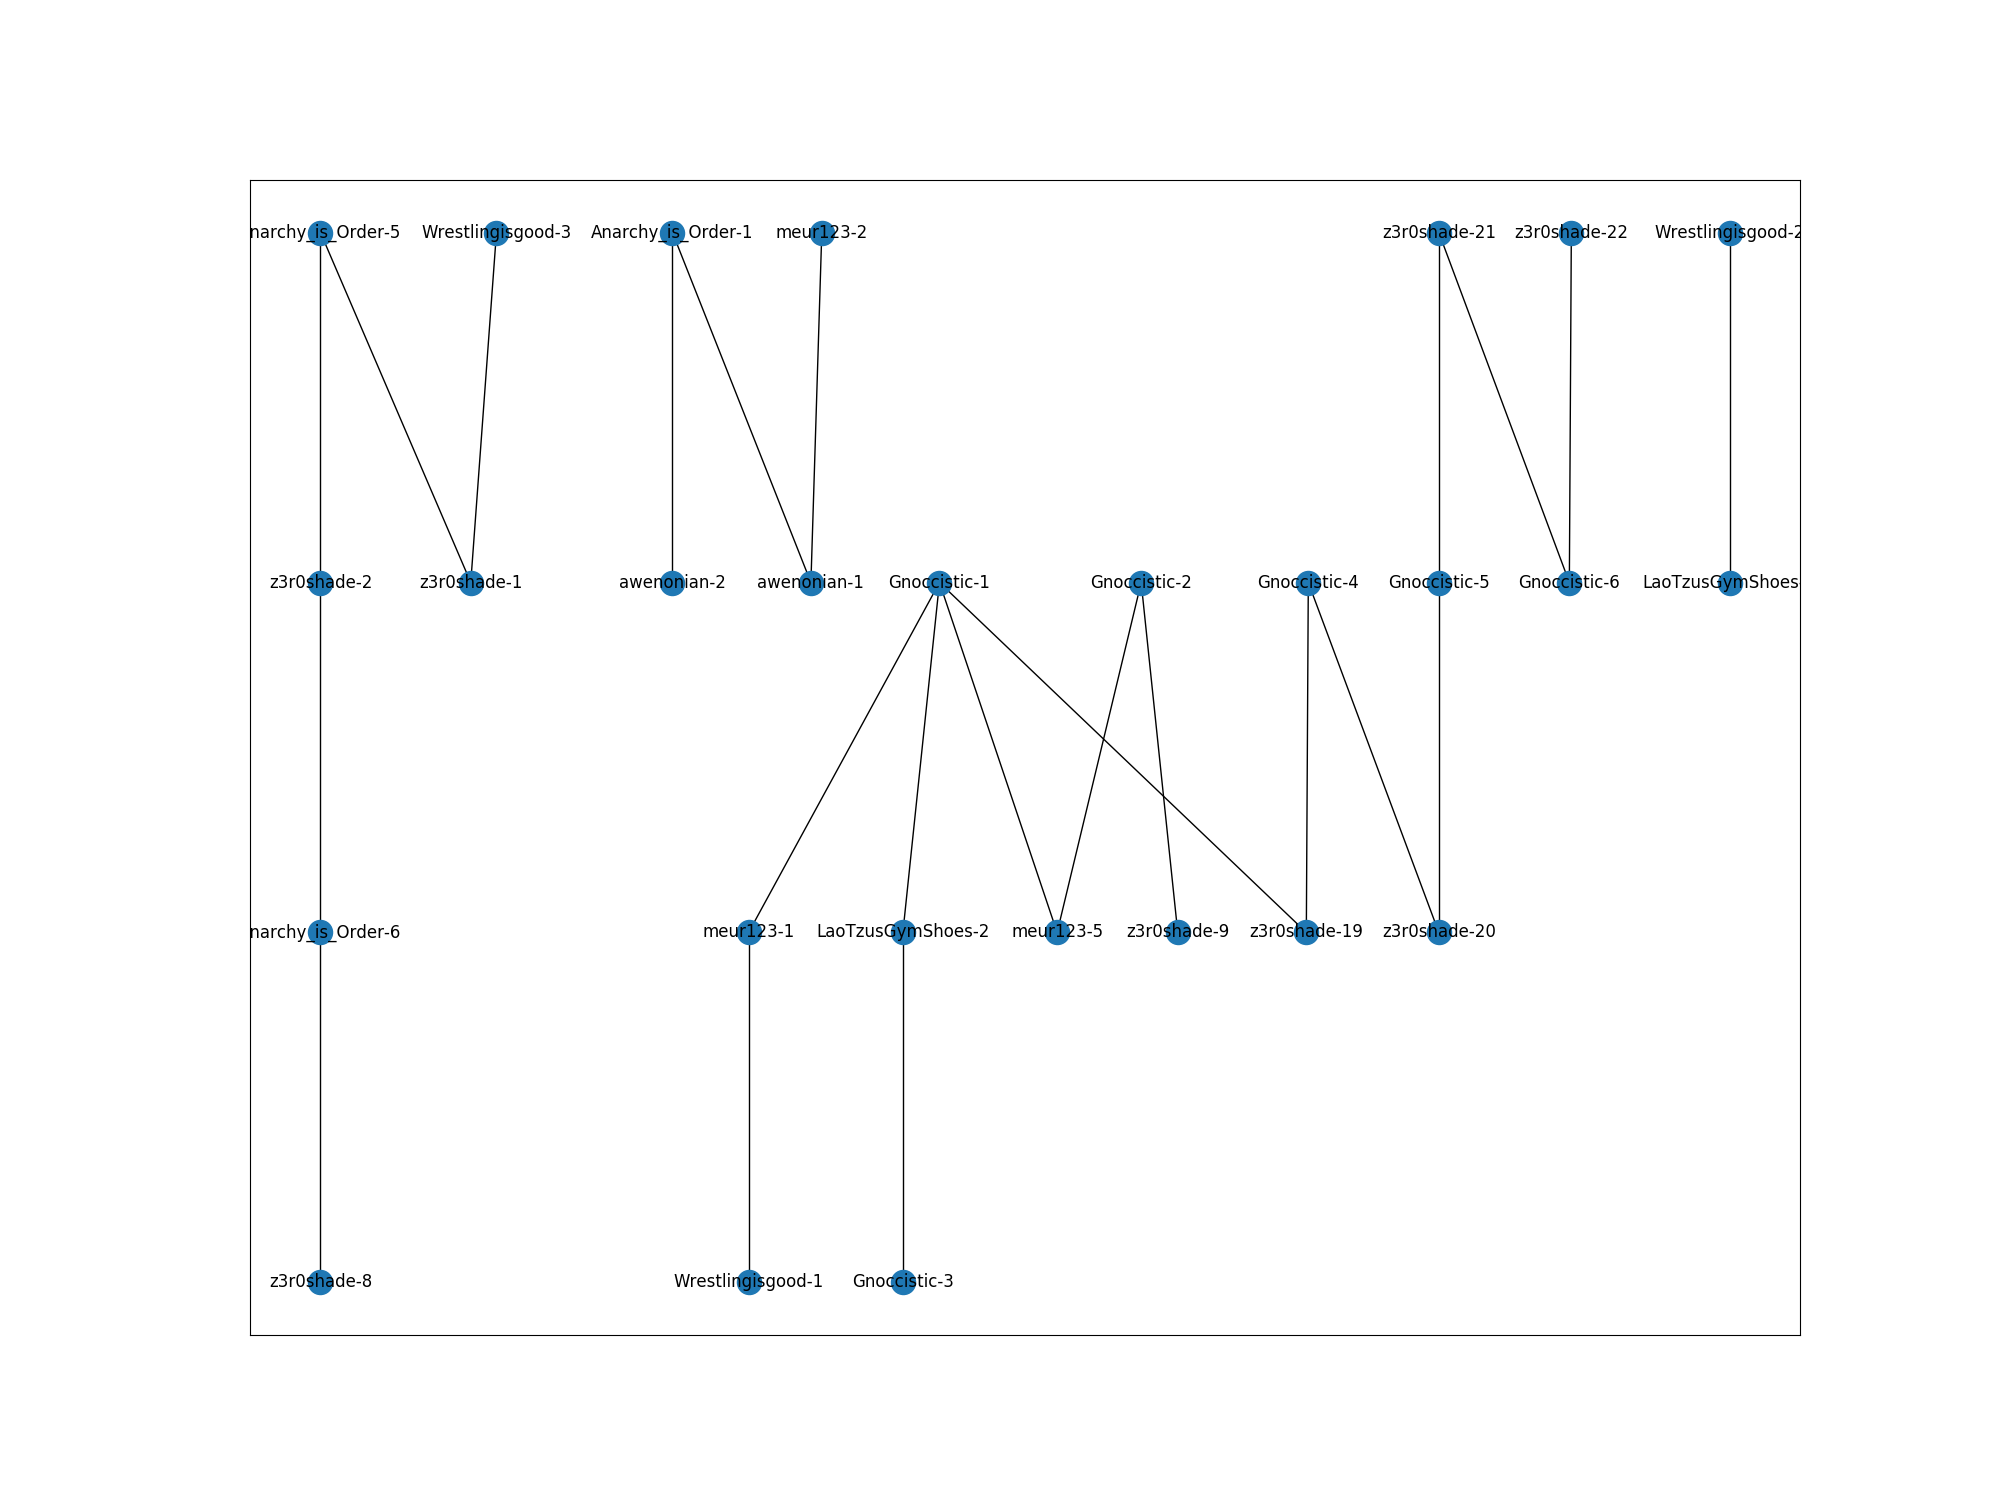 narchy_is_Order-5 Wrestlingisgood-3 Anarchy_is_Order-1 meur123-2 z3r0shade-21 z3r0shade-22 Wrestlingisgood-2
z3r0shade-2 z3r0shade-1 awenonian-2 awenonian-1 Gnoccistic-1 Gnoccistic-2 Gnoccistic-4 Gnoccistic-5 Gnoccistic-6 LaoTzusGymShoes
narchy_is_Order-6 meur123-1 LaoTzusGymShoes-2 meur123-5 z3r0shade-9 z3r0shade-19 z3r0shade-20
z3r0shade-8 Wrestlingisgood-1 Gnoccistic-3